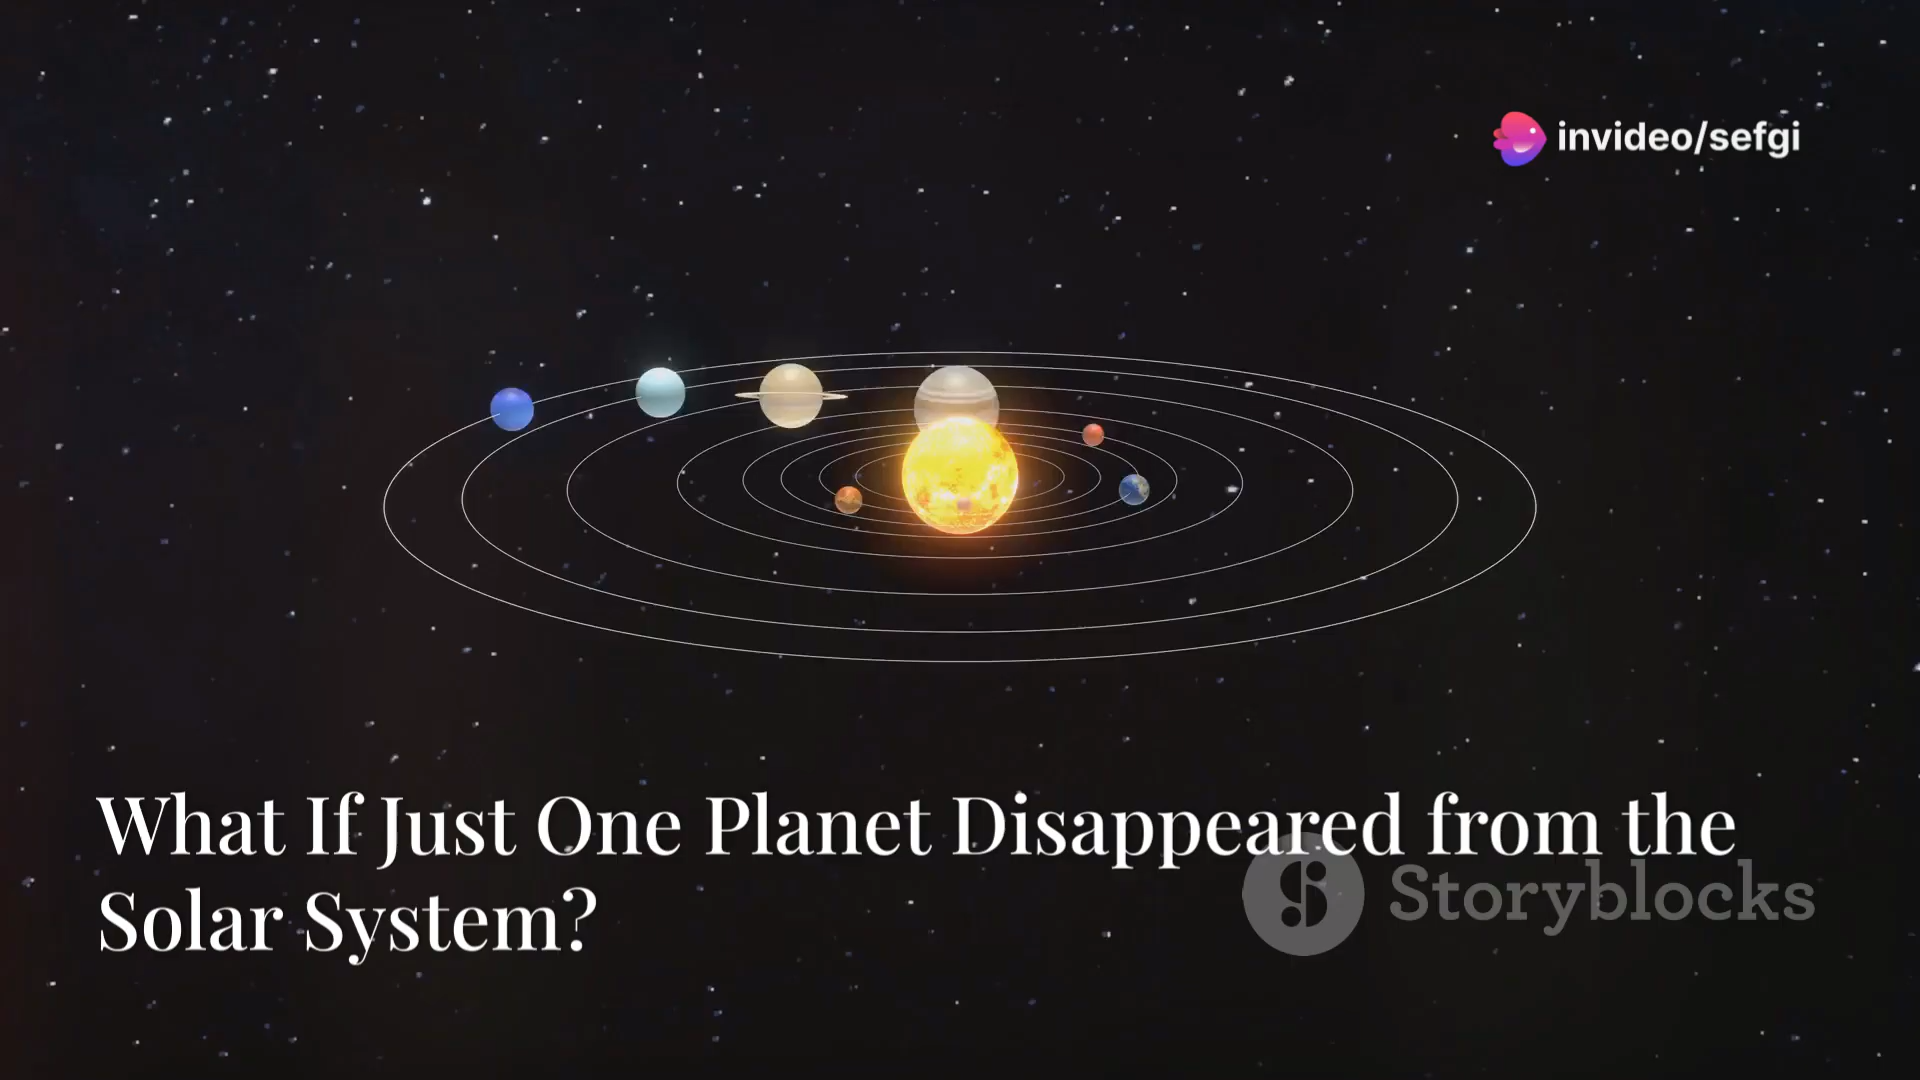 invideo/sefgi
What If Just One Planet Disappeared from the
Solar System?
Storyblocks